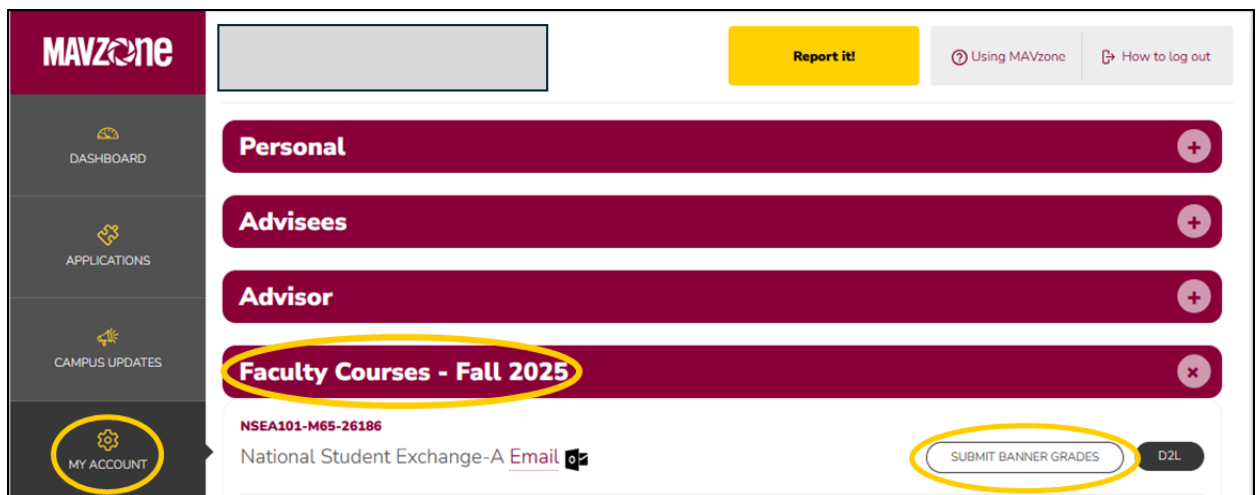 MAVZONE
Report it!
Using MAVzone
How to log out
DASHBOARD
APPLICATIONS
CAMPUS UPDATES
MY ACCOUNT
Personal
Advisees
Advisor
Faculty Courses - Fall 2025
NSEA101-M65-26186
National Student Exchange-A Email
SUBMIT BANNER GRADES
D2L